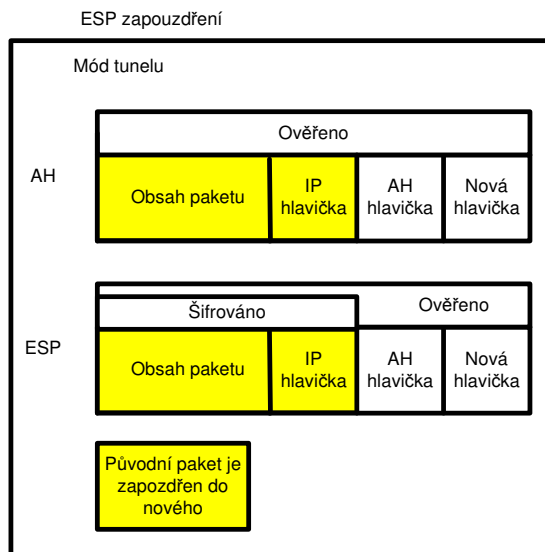 ESP zapouzdření
Mód tunelu
Ověřeno
AH
Obsah paketu
IP
hlavička
AH
hlavička
Nová
hlavička
Šifrováno
Ověřeno
ESP
Obsah paketu
IP
hlavička
AH
hlavička
Nová
hlavička
Původní paket je
zapozdřen do
nového